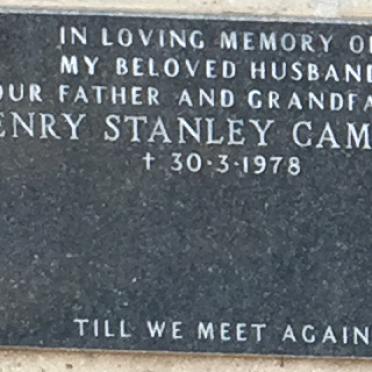 IN LOVING MEMORY O
MY BELOVED HUSBAND
OUR FATHER AND GRANDFA
ENRY STANLEY CAM
† 30·3·1978
TILL WE MEET AGAIN